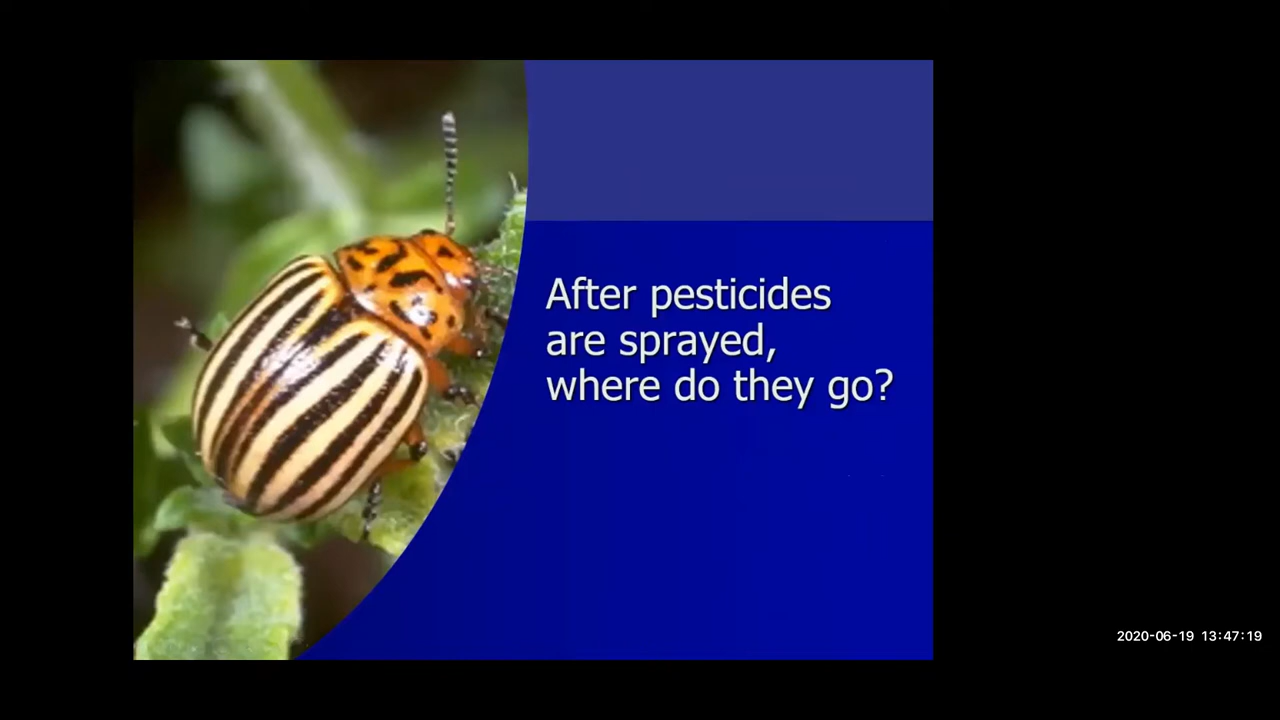 After pesticides
are sprayed,
where do they go?
2020-06-19 13:47:19